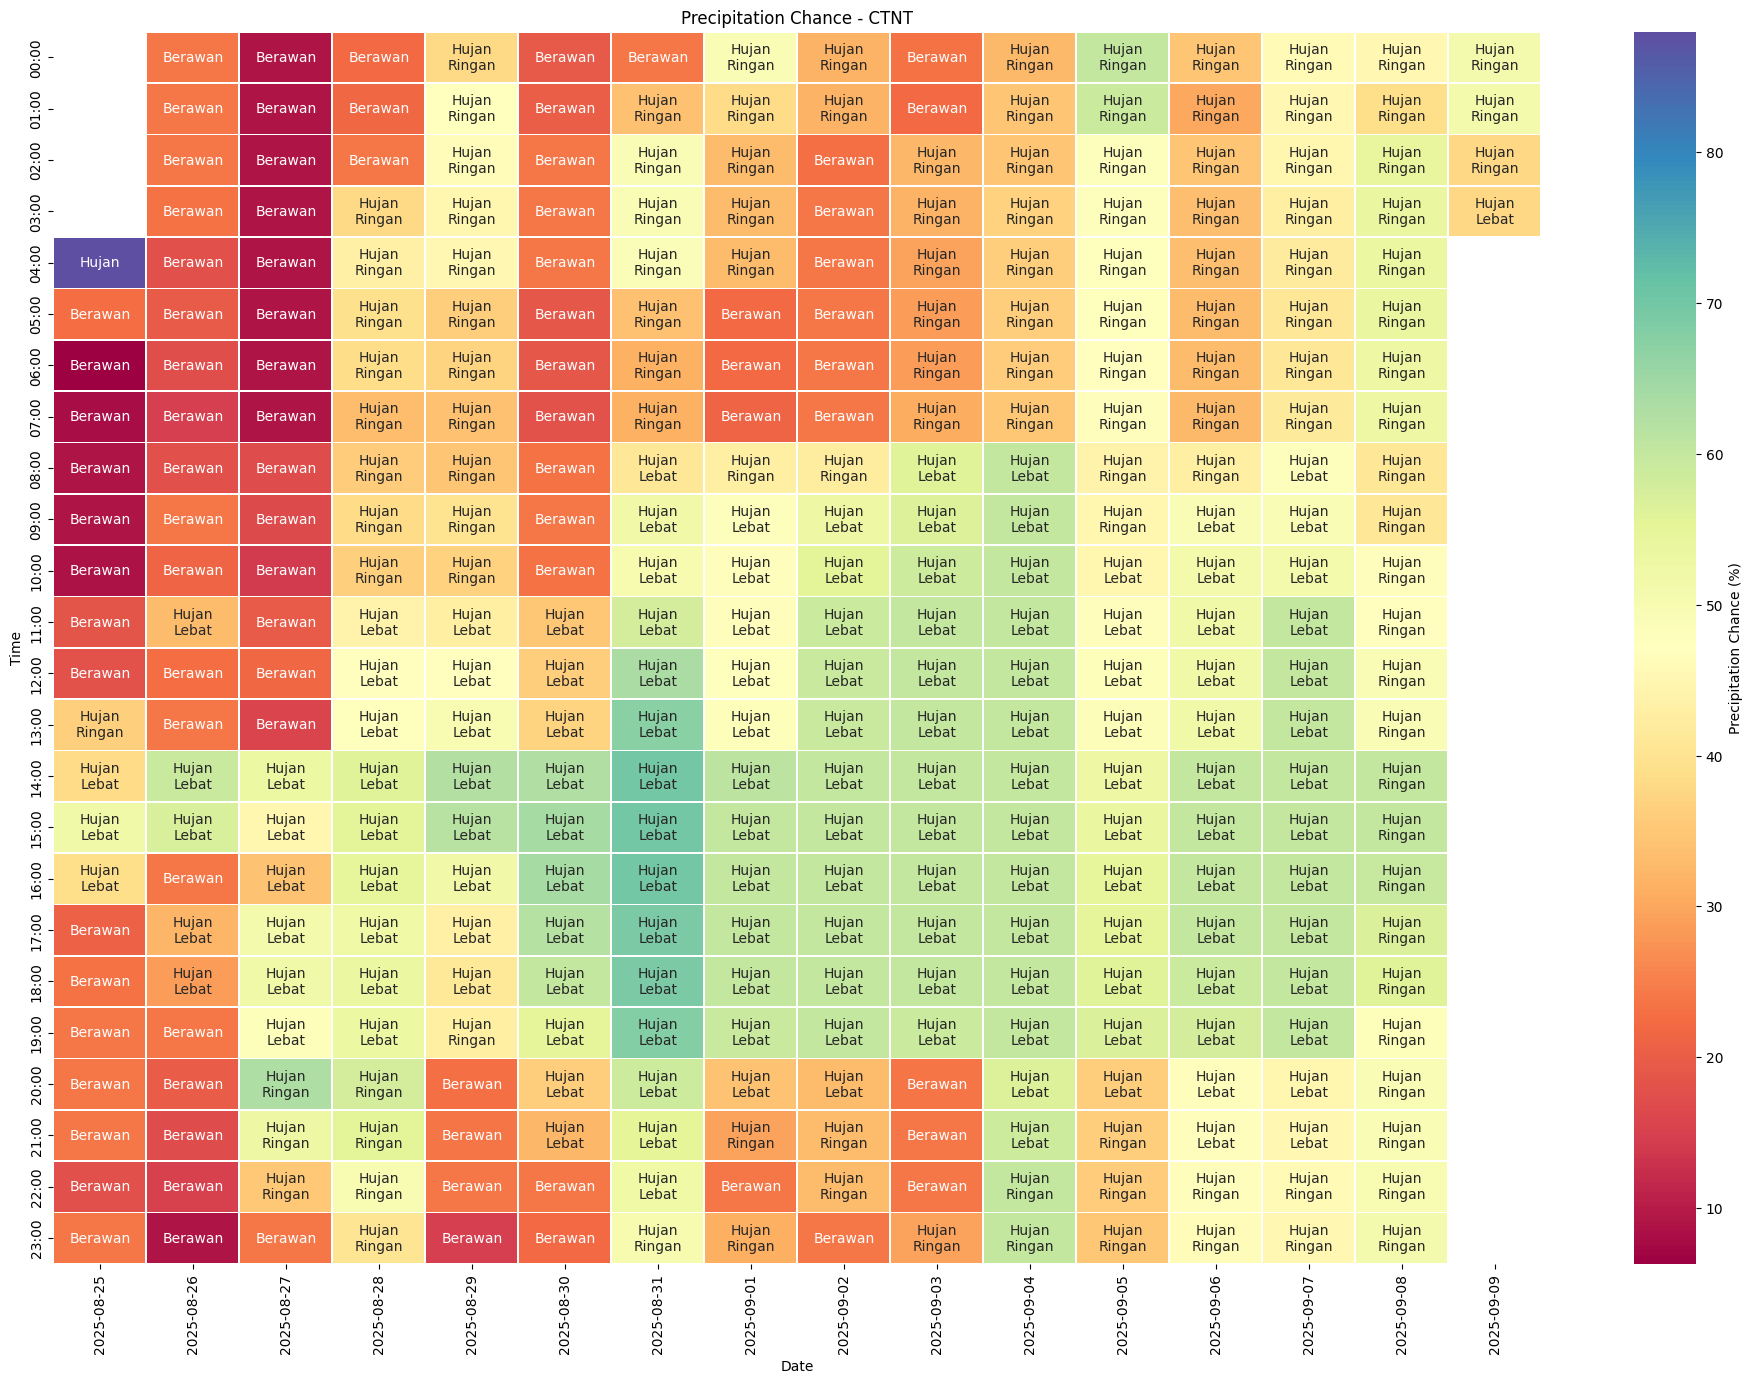 Precipitation Chance - CTNT
00:00 Berawan Berawan Berawan Hujan Ringan Berawan Berawan Hujan Ringan Hujan Ringan Berawan Hujan Ringan Hujan Ringan Hujan Ringan Hujan Ringan Hujan Ringan Hujan Ringan
01:00 Berawan Berawan Berawan Hujan Ringan Berawan Hujan Ringan Hujan Ringan Hujan Ringan Berawan Hujan Ringan Hujan Ringan Hujan Ringan Hujan Ringan Hujan Ringan Hujan Ringan
02:00 Berawan Berawan Berawan Hujan Ringan Berawan Hujan Ringan Hujan Ringan Berawan Hujan Ringan Hujan Ringan Hujan Ringan Hujan Ringan Hujan Ringan Hujan Ringan Hujan Ringan
03:00 Berawan Berawan Hujan Ringan Hujan Ringan Berawan Hujan Ringan Hujan Ringan Berawan Hujan Ringan Hujan Ringan Hujan Ringan Hujan Ringan Hujan Ringan Hujan Ringan Hujan Lebat
04:00 Hujan Berawan Berawan Hujan Ringan Hujan Ringan Berawan Hujan Ringan Hujan Ringan Berawan Hujan Ringan Hujan Ringan Hujan Ringan Hujan Ringan Hujan Ringan Hujan Ringan
05:00 Berawan Berawan Berawan Hujan Ringan Hujan Ringan Berawan Hujan Ringan Berawan Berawan Hujan Ringan Hujan Ringan Hujan Ringan Hujan Ringan Hujan Ringan Hujan Ringan
06:00 Berawan Berawan Berawan Hujan Ringan Hujan Ringan Berawan Hujan Ringan Berawan Berawan Hujan Ringan Hujan Ringan Hujan Ringan Hujan Ringan Hujan Ringan Hujan Ringan
07:00 Berawan Berawan Berawan Hujan Ringan Hujan Ringan Berawan Hujan Ringan Berawan Berawan Hujan Ringan Hujan Ringan Hujan Ringan Hujan Ringan Hujan Ringan Hujan Ringan
08:00 Berawan Berawan Berawan Hujan Ringan Hujan Ringan Berawan Hujan Lebat Hujan Ringan Hujan Ringan Hujan Lebat Hujan Lebat Hujan Ringan Hujan Ringan Hujan Lebat Hujan Ringan
09:00 Berawan Berawan Berawan Hujan Ringan Hujan Ringan Berawan Hujan Lebat Hujan Lebat Hujan Lebat Hujan Lebat Hujan Lebat Hujan Ringan Hujan Lebat Hujan Lebat Hujan Ringan
10:00 Berawan Berawan Berawan Hujan Ringan Hujan Ringan Berawan Hujan Lebat Hujan Lebat Hujan Lebat Hujan Lebat Hujan Lebat Hujan Lebat Hujan Lebat Hujan Lebat Hujan Ringan
11:00 Berawan Hujan Lebat Berawan Hujan Lebat Hujan Lebat Hujan Lebat Hujan Lebat Hujan Lebat Hujan Lebat Hujan Lebat Hujan Lebat Hujan Lebat Hujan Lebat Hujan Lebat Hujan Ringan
12:00 Berawan Berawan Berawan Hujan Lebat Hujan Lebat Hujan Lebat Hujan Lebat Hujan Lebat Hujan Lebat Hujan Lebat Hujan Lebat Hujan Lebat Hujan Lebat Hujan Lebat Hujan Ringan
13:00 Hujan Ringan Berawan Berawan Hujan Lebat Hujan Lebat Hujan Lebat Hujan Lebat Hujan Lebat Hujan Lebat Hujan Lebat Hujan Lebat Hujan Lebat Hujan Lebat Hujan Lebat Hujan Ringan
14:00 Hujan Lebat Hujan Lebat Hujan Lebat Hujan Lebat Hujan Lebat Hujan Lebat Hujan Lebat Hujan Lebat Hujan Lebat Hujan Lebat Hujan Lebat Hujan Lebat Hujan Lebat Hujan Lebat Hujan Ringan
15:00 Hujan Lebat Hujan Lebat Hujan Lebat Hujan Lebat Hujan Lebat Hujan Lebat Hujan Lebat Hujan Lebat Hujan Lebat Hujan Lebat Hujan Lebat Hujan Lebat Hujan Lebat Hujan Lebat Hujan Ringan
16:00 Hujan Lebat Berawan Hujan Lebat Hujan Lebat Hujan Lebat Hujan Lebat Hujan Lebat Hujan Lebat Hujan Lebat Hujan Lebat Hujan Lebat Hujan Lebat Hujan Lebat Hujan Lebat Hujan Ringan
17:00 Berawan Hujan Lebat Hujan Lebat Hujan Lebat Hujan Lebat Hujan Lebat Hujan Lebat Hujan Lebat Hujan Lebat Hujan Lebat Hujan Lebat Hujan Lebat Hujan Lebat Hujan Lebat Hujan Ringan
18:00 Berawan Hujan Lebat Hujan Lebat Hujan Lebat Hujan Lebat Hujan Lebat Hujan Lebat Hujan Lebat Hujan Lebat Hujan Lebat Hujan Lebat Hujan Lebat Hujan Lebat Hujan Lebat Hujan Ringan
19:00 Berawan Berawan Hujan Lebat Hujan Lebat Hujan Ringan Hujan Lebat Hujan Lebat Hujan Lebat Hujan Lebat Hujan Lebat Hujan Lebat Hujan Lebat Hujan Lebat Hujan Lebat Hujan Ringan
20:00 Berawan Berawan Hujan Ringan Hujan Ringan Berawan Hujan Lebat Hujan Lebat Hujan Lebat Hujan Lebat Berawan Hujan Lebat Hujan Lebat Hujan Lebat Hujan Lebat Hujan Ringan
21:00 Berawan Berawan Hujan Ringan Hujan Ringan Berawan Hujan Lebat Hujan Lebat Hujan Ringan Hujan Ringan Berawan Hujan Lebat Hujan Ringan Hujan Lebat Hujan Lebat Hujan Ringan
22:00 Berawan Berawan Hujan Ringan Hujan Ringan Berawan Berawan Hujan Lebat Berawan Hujan Ringan Berawan Hujan Ringan Hujan Ringan Hujan Ringan Hujan Ringan Hujan Ringan
23:00 Berawan Berawan Berawan Hujan Ringan Berawan Berawan Hujan Ringan Hujan Ringan Berawan Hujan Ringan Hujan Ringan Hujan Ringan Hujan Ringan Hujan Ringan Hujan Ringan
Time
2025-08-25 2025-08-26 2025-08-27 2025-08-28 2025-08-29 2025-08-30 2025-08-31 2025-09-01 2025-09-02 2025-09-03 2025-09-04 2025-09-05 2025-09-06 2025-09-07 2025-09-08 2025-09-09
Date
80
70
60
50
40
30
20
10
Precipitation Chance (%)